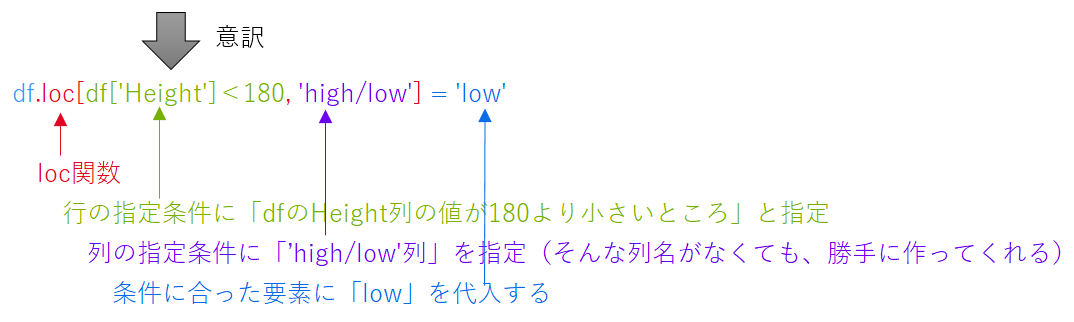 意訳
df.loc[df['Height']＜180, 'high/low'] = 'low'
loc関数
行の指定条件に「dfのHeight列の値が180より小さいところ」と指定
列の指定条件に「'high/low'列」を指定（そんな列名がなくても、勝手に作ってくれる）
条件に合った要素に「low」を代入する